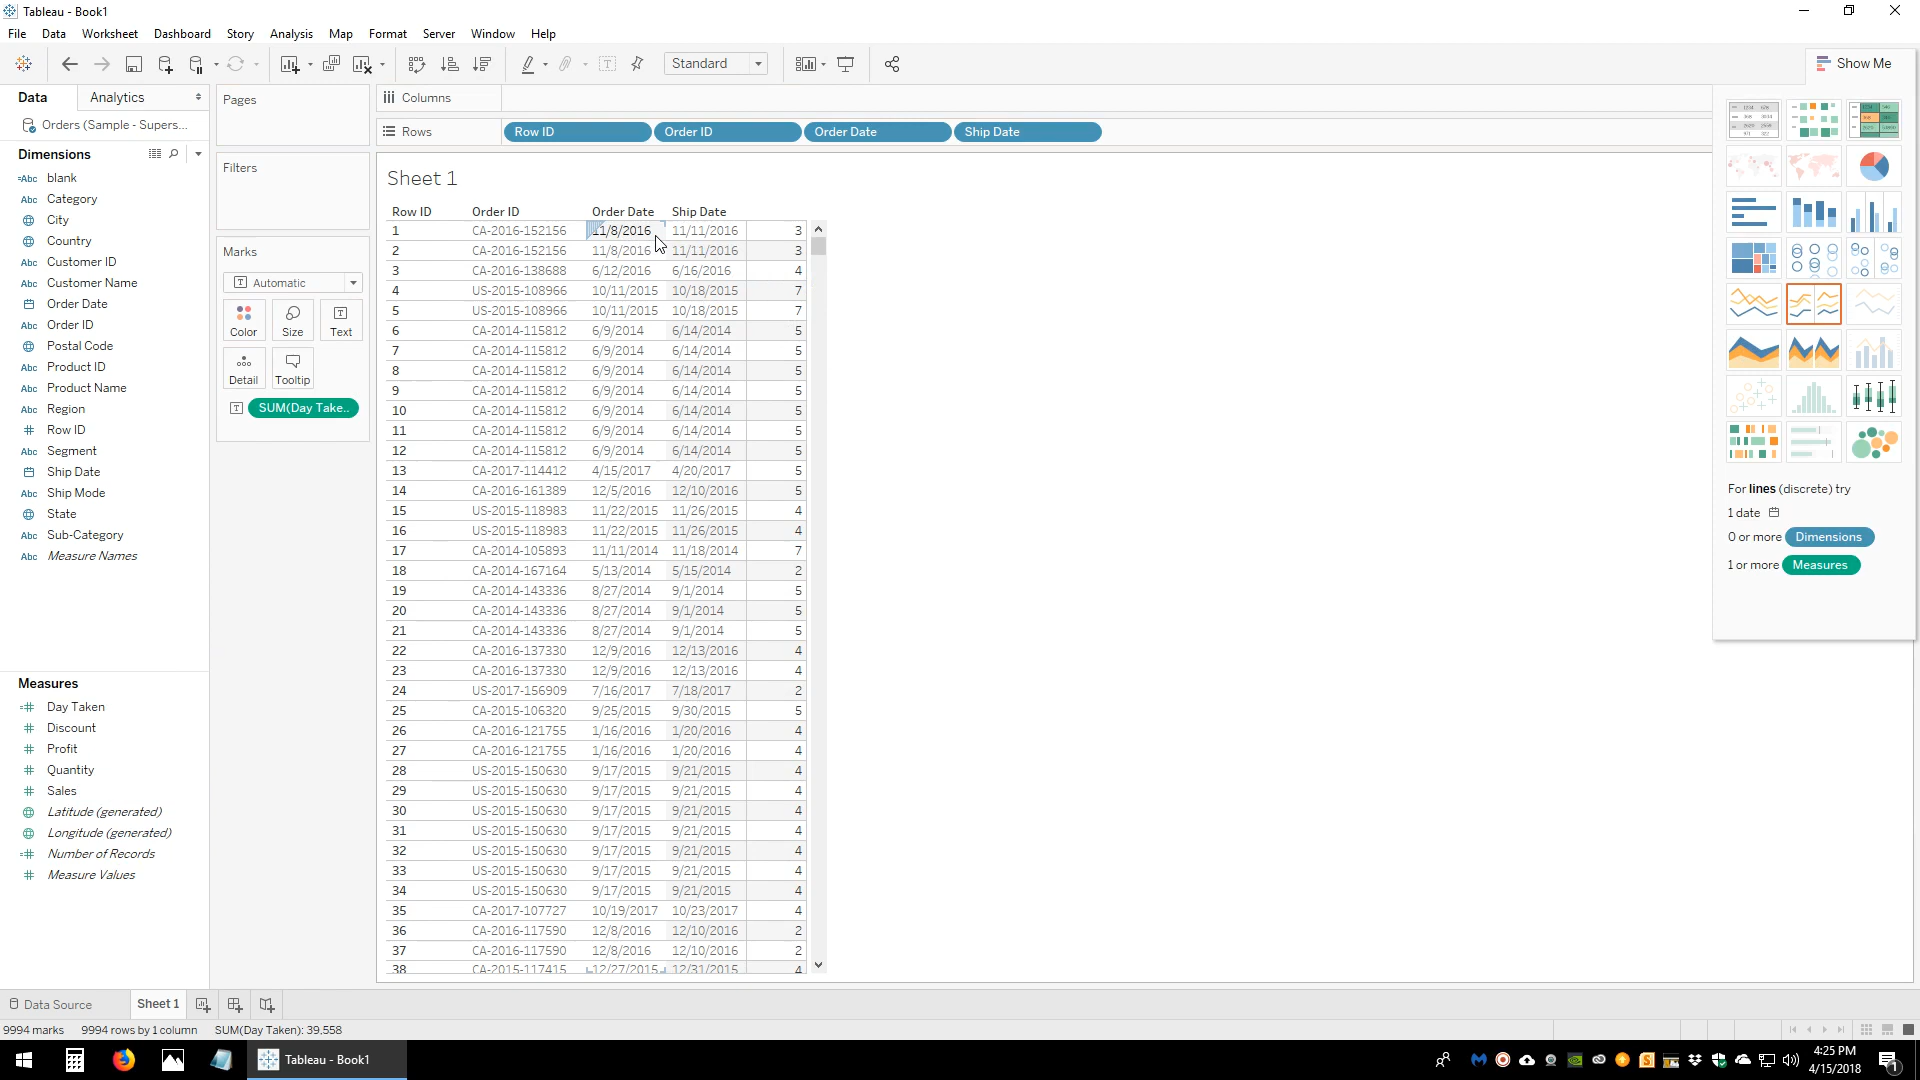 Tableau - Book1
File Data Worksheet Dashboard Story Analysis Map Format Server Window Help
Standard
Show Me
Data Analytics
Orders (Sample - Supers...
Dimensions
Abc blank
Abc Category
City
Country
Abc Customer ID
Abc Customer Name
Order Date
Abc Order ID
Postal Code
Abc Product ID
Abc Product Name
Abc Region
# Row ID
Abc Segment
Ship Date
Abc Ship Mode
State
Abc Sub-Category
Abc Measure Names
Measures
=# Day Taken
# Discount
# Profit
# Quantity
# Sales
Latitude (generated)
Longitude (generated)
=# Number of Records
# Measure Values
Pages
Filters
Marks
T Automatic
Color Size Text
Detail Tooltip
T SUM(Day Take..
Columns
Rows Row ID Order ID Order Date Ship Date
Sheet 1
Row ID Order ID Order Date Ship Date
1 CA-2016-152156 11/8/2016 11/11/2016 3
2 CA-2016-152156 11/8/2016 11/11/2016 3
3 CA-2016-138688 6/12/2016 6/16/2016 4
4 US-2015-108966 10/11/2015 10/18/2015 7
5 US-2015-108966 10/11/2015 10/18/2015 7
6 CA-2014-115812 6/9/2014 6/14/2014 5
7 CA-2014-115812 6/9/2014 6/14/2014 5
8 CA-2014-115812 6/9/2014 6/14/2014 5
9 CA-2014-115812 6/9/2014 6/14/2014 5
10 CA-2014-115812 6/9/2014 6/14/2014 5
11 CA-2014-115812 6/9/2014 6/14/2014 5
12 CA-2014-115812 6/9/2014 6/14/2014 5
13 CA-2017-114412 4/15/2017 4/20/2017 5
14 CA-2016-161389 12/5/2016 12/10/2016 5
15 US-2015-118983 11/22/2015 11/26/2015 4
16 US-2015-118983 11/22/2015 11/26/2015 4
17 CA-2014-105893 11/11/2014 11/18/2014 7
18 CA-2014-167164 5/13/2014 5/15/2014 2
19 CA-2014-143336 8/27/2014 9/1/2014 5
20 CA-2014-143336 8/27/2014 9/1/2014 5
21 CA-2014-143336 8/27/2014 9/1/2014 5
22 CA-2016-137330 12/9/2016 12/13/2016 4
23 CA-2016-137330 12/9/2016 12/13/2016 4
24 US-2017-156909 7/16/2017 7/18/2017 2
25 CA-2015-106320 9/25/2015 9/30/2015 5
26 CA-2016-121755 1/16/2016 1/20/2016 4
27 CA-2016-121755 1/16/2016 1/20/2016 4
28 US-2015-150630 9/17/2015 9/21/2015 4
29 US-2015-150630 9/17/2015 9/21/2015 4
30 US-2015-150630 9/17/2015 9/21/2015 4
31 US-2015-150630 9/17/2015 9/21/2015 4
32 US-2015-150630 9/17/2015 9/21/2015 4
33 US-2015-150630 9/17/2015 9/21/2015 4
34 US-2015-150630 9/17/2015 9/21/2015 4
35 CA-2017-107727 10/19/2017 10/23/2017 4
36 CA-2016-117590 12/8/2016 12/10/2016 2
37 CA-2016-117590 12/8/2016 12/10/2016 2
38 CA-2015-117415 12/27/2015 12/31/2015 4
For lines (discrete) try
1 date
0 or more Dimensions
1 or more Measures
Data Source Sheet 1
9994 marks 9994 rows by 1 column SUM(Day Taken): 39,558
Tableau - Book1
4:25 PM
4/15/2018
1